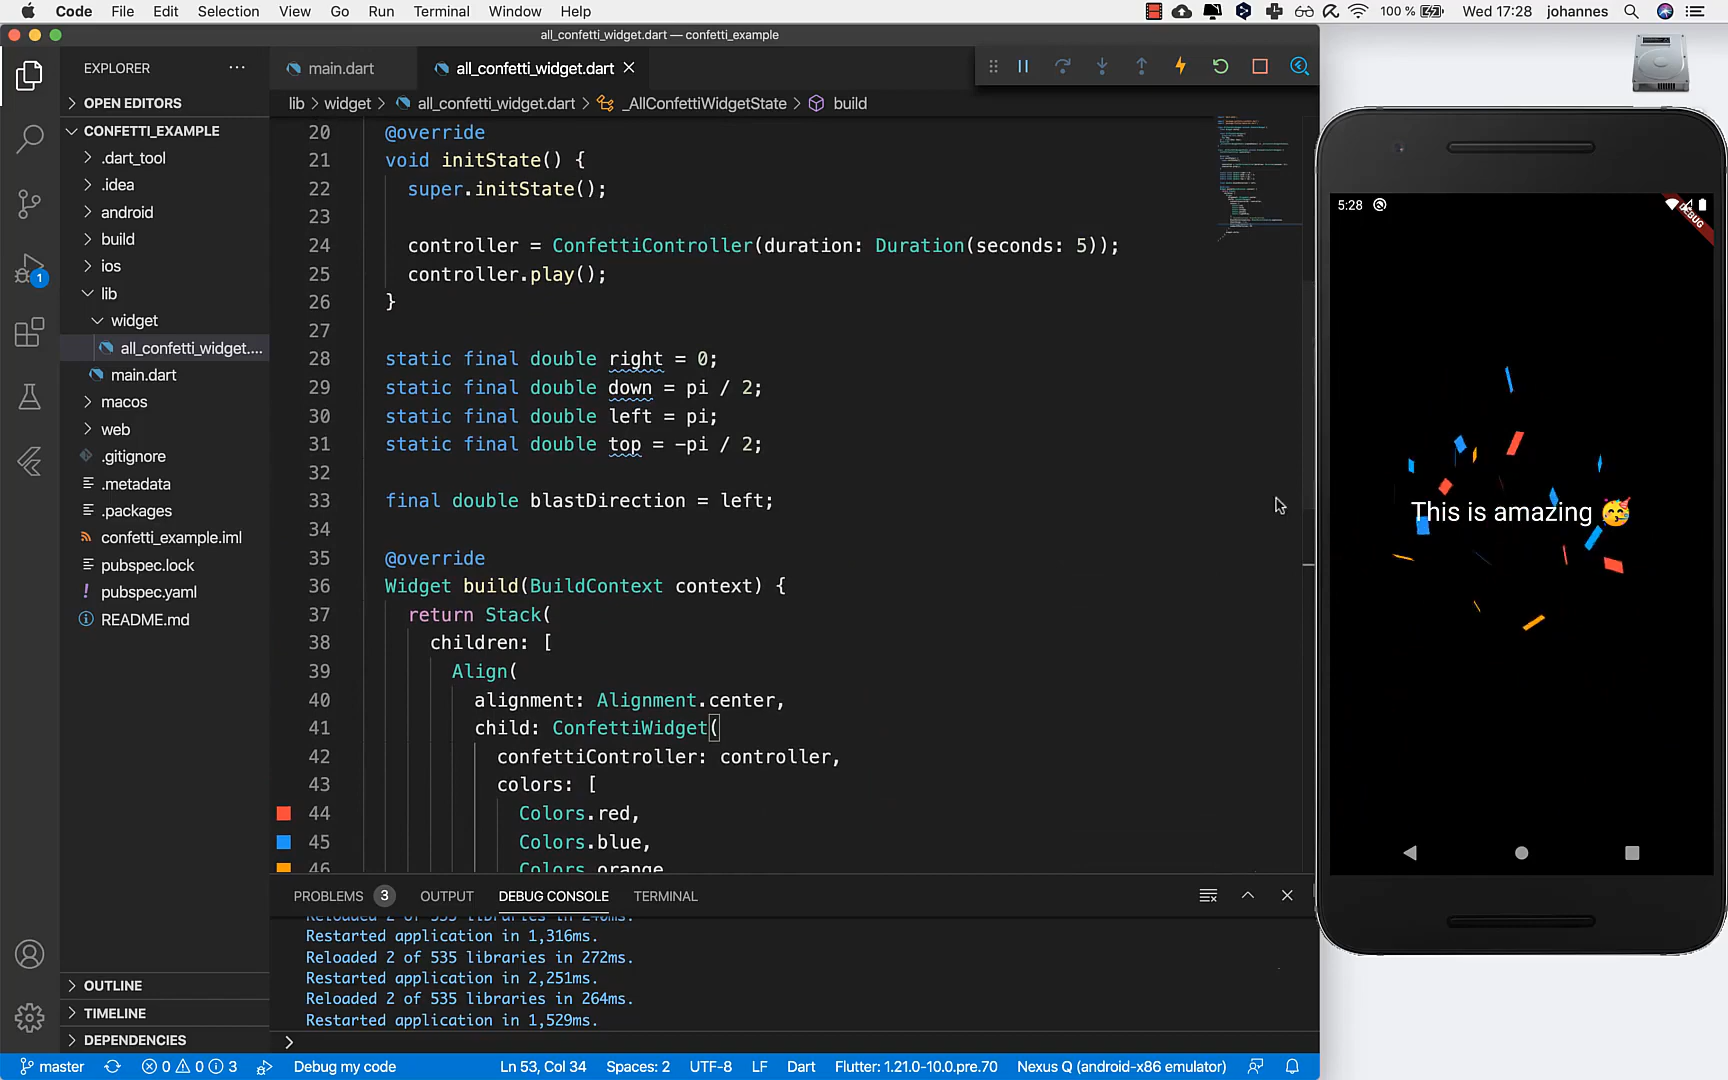 Code File Edit Selection View Go Run Terminal Window Help 100 % Wed 17:28 johannes
all_confetti_widget.dart — confetti_example
EXPLORER
main.dart all_confetti_widget.dart
OPEN EDITORS
lib > widget > all_confetti_widget.dart > _AllConfettiWidgetState > build
CONFETTI_EXAMPLE
.dart_tool
.idea
android
build
ios
lib
widget
all_confetti_widget....
main.dart
macos
web
.gitignore
.metadata
.packages
confetti_example.iml
pubspec.lock
pubspec.yaml
README.md
OUTLINE
TIMELINE
DEPENDENCIES
1
20 @override
21 void initState() {
22 super.initState();
23
24 controller = ConfettiController(duration: Duration(seconds: 5));
25 controller.play();
26 }
27
28 static final double right = 0;
29 static final double down = pi / 2;
30 static final double left = pi;
31 static final double top = -pi / 2;
32
33 final double blastDirection = left;
34
35 @override
36 Widget build(BuildContext context) {
37 return Stack(
38 children: [
39 Align(
40 alignment: Alignment.center,
41 child: ConfettiWidget(
42 confettiController: controller,
43 colors: [
44 Colors.red,
45 Colors.blue,
46 Colors.orange
PROBLEMS 3 OUTPUT DEBUG CONSOLE TERMINAL
Reloaded 2 of 535 libraries in 240ms.
Restarted application in 1,316ms.
Reloaded 2 of 535 libraries in 272ms.
Restarted application in 2,251ms.
Reloaded 2 of 535 libraries in 264ms.
Restarted application in 1,529ms.
>
master 0 0 3 Debug my code Ln 53, Col 34 Spaces: 2 UTF-8 LF Dart Flutter: 1.21.0-10.0.pre.70 Nexus Q (android-x86 emulator)
5:28
DEBUG
This is amazing 🥳